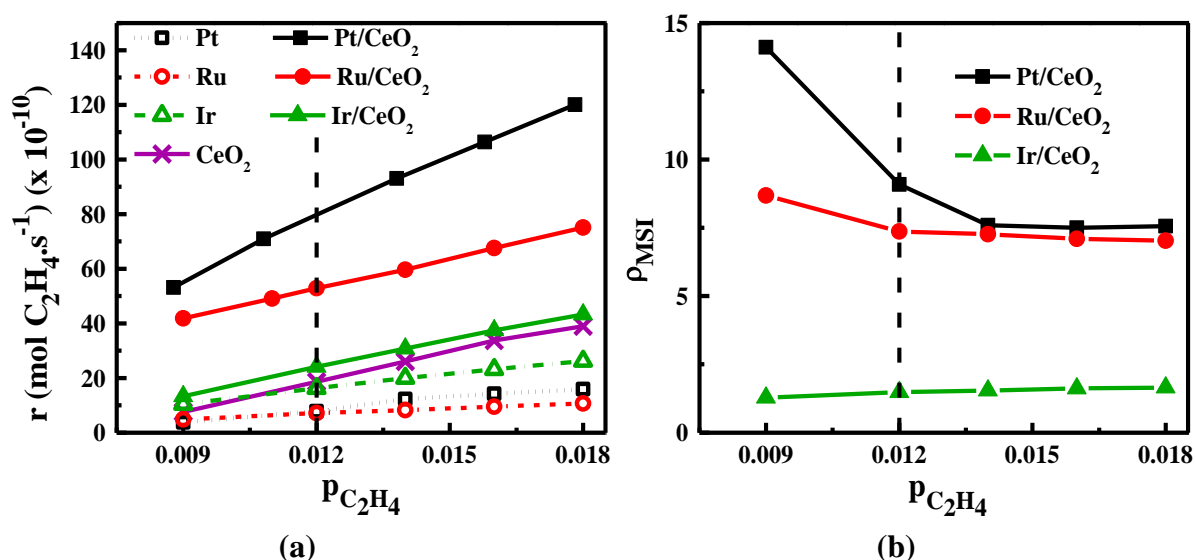 r (mol C₂H₄.s⁻¹) (x 10⁻¹⁰)
140
120
100
80
60
40
20
0
Pt
Pt/CeO₂
Ru
Ru/CeO₂
Ir
Ir/CeO₂
CeO₂
0.009 0.012 0.015 0.018
p C₂H₄
(a)
ρMSI
15
10
5
0
Pt/CeO₂
Ru/CeO₂
Ir/CeO₂
0.009 0.012 0.015 0.018
p C₂H₄
(b)